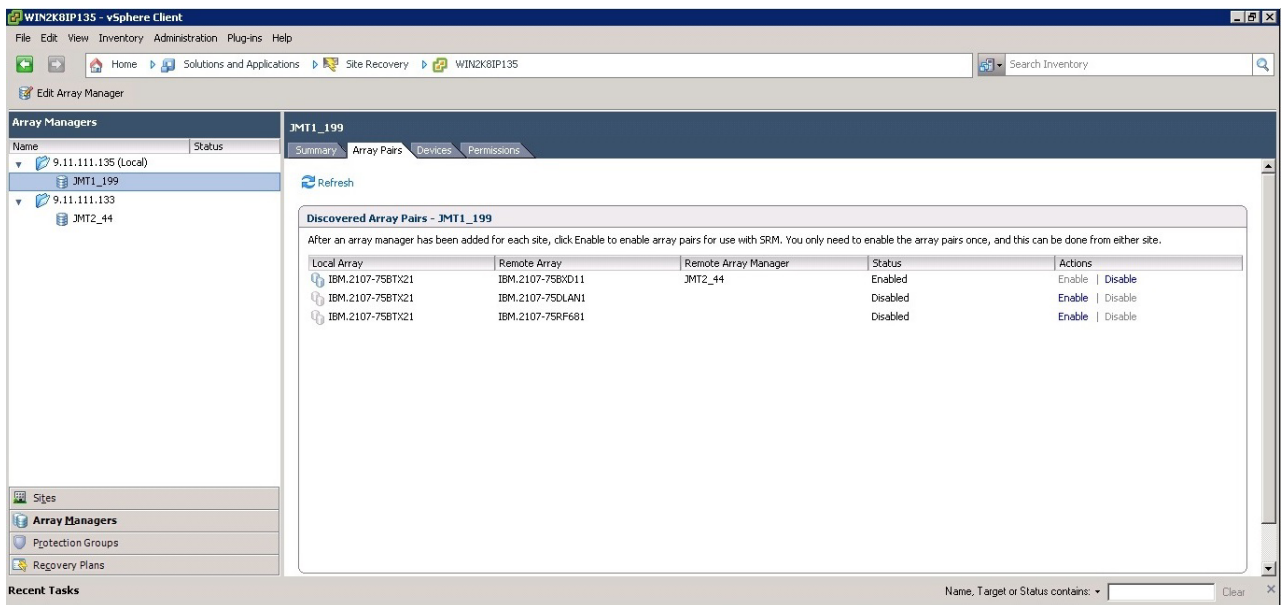 WIN2K8IP135 - vSphere Client
File Edit View Inventory Administration Plug-ins Help
Home Solutions and Applications Site Recovery WIN2K8IP135 Search Inventory
Edit Array Manager
Array Managers
Name Status
9.11.111.135 (Local)
JMT1_199
9.11.111.133
JMT2_44
Sites
Array Managers
Protection Groups
Recovery Plans
JMT1_199
Summary Array Pairs Devices Permissions
Refresh
Discovered Array Pairs - JMT1_199
After an array manager has been added for each site, click Enable to enable array pairs for use with SRM. You only need to enable the array pairs once, and this can be done from either site.
Local Array Remote Array Remote Array Manager Status Actions
IBM.2107-75BTX21 IBM.2107-75BXD11 JMT2_44 Enabled Enable | Disable
IBM.2107-75BTX21 IBM.2107-75DLAN1 Disabled Enable | Disable
IBM.2107-75BTX21 IBM.2107-75RF681 Disabled Enable | Disable
Recent Tasks Name, Target or Status contains: Clear